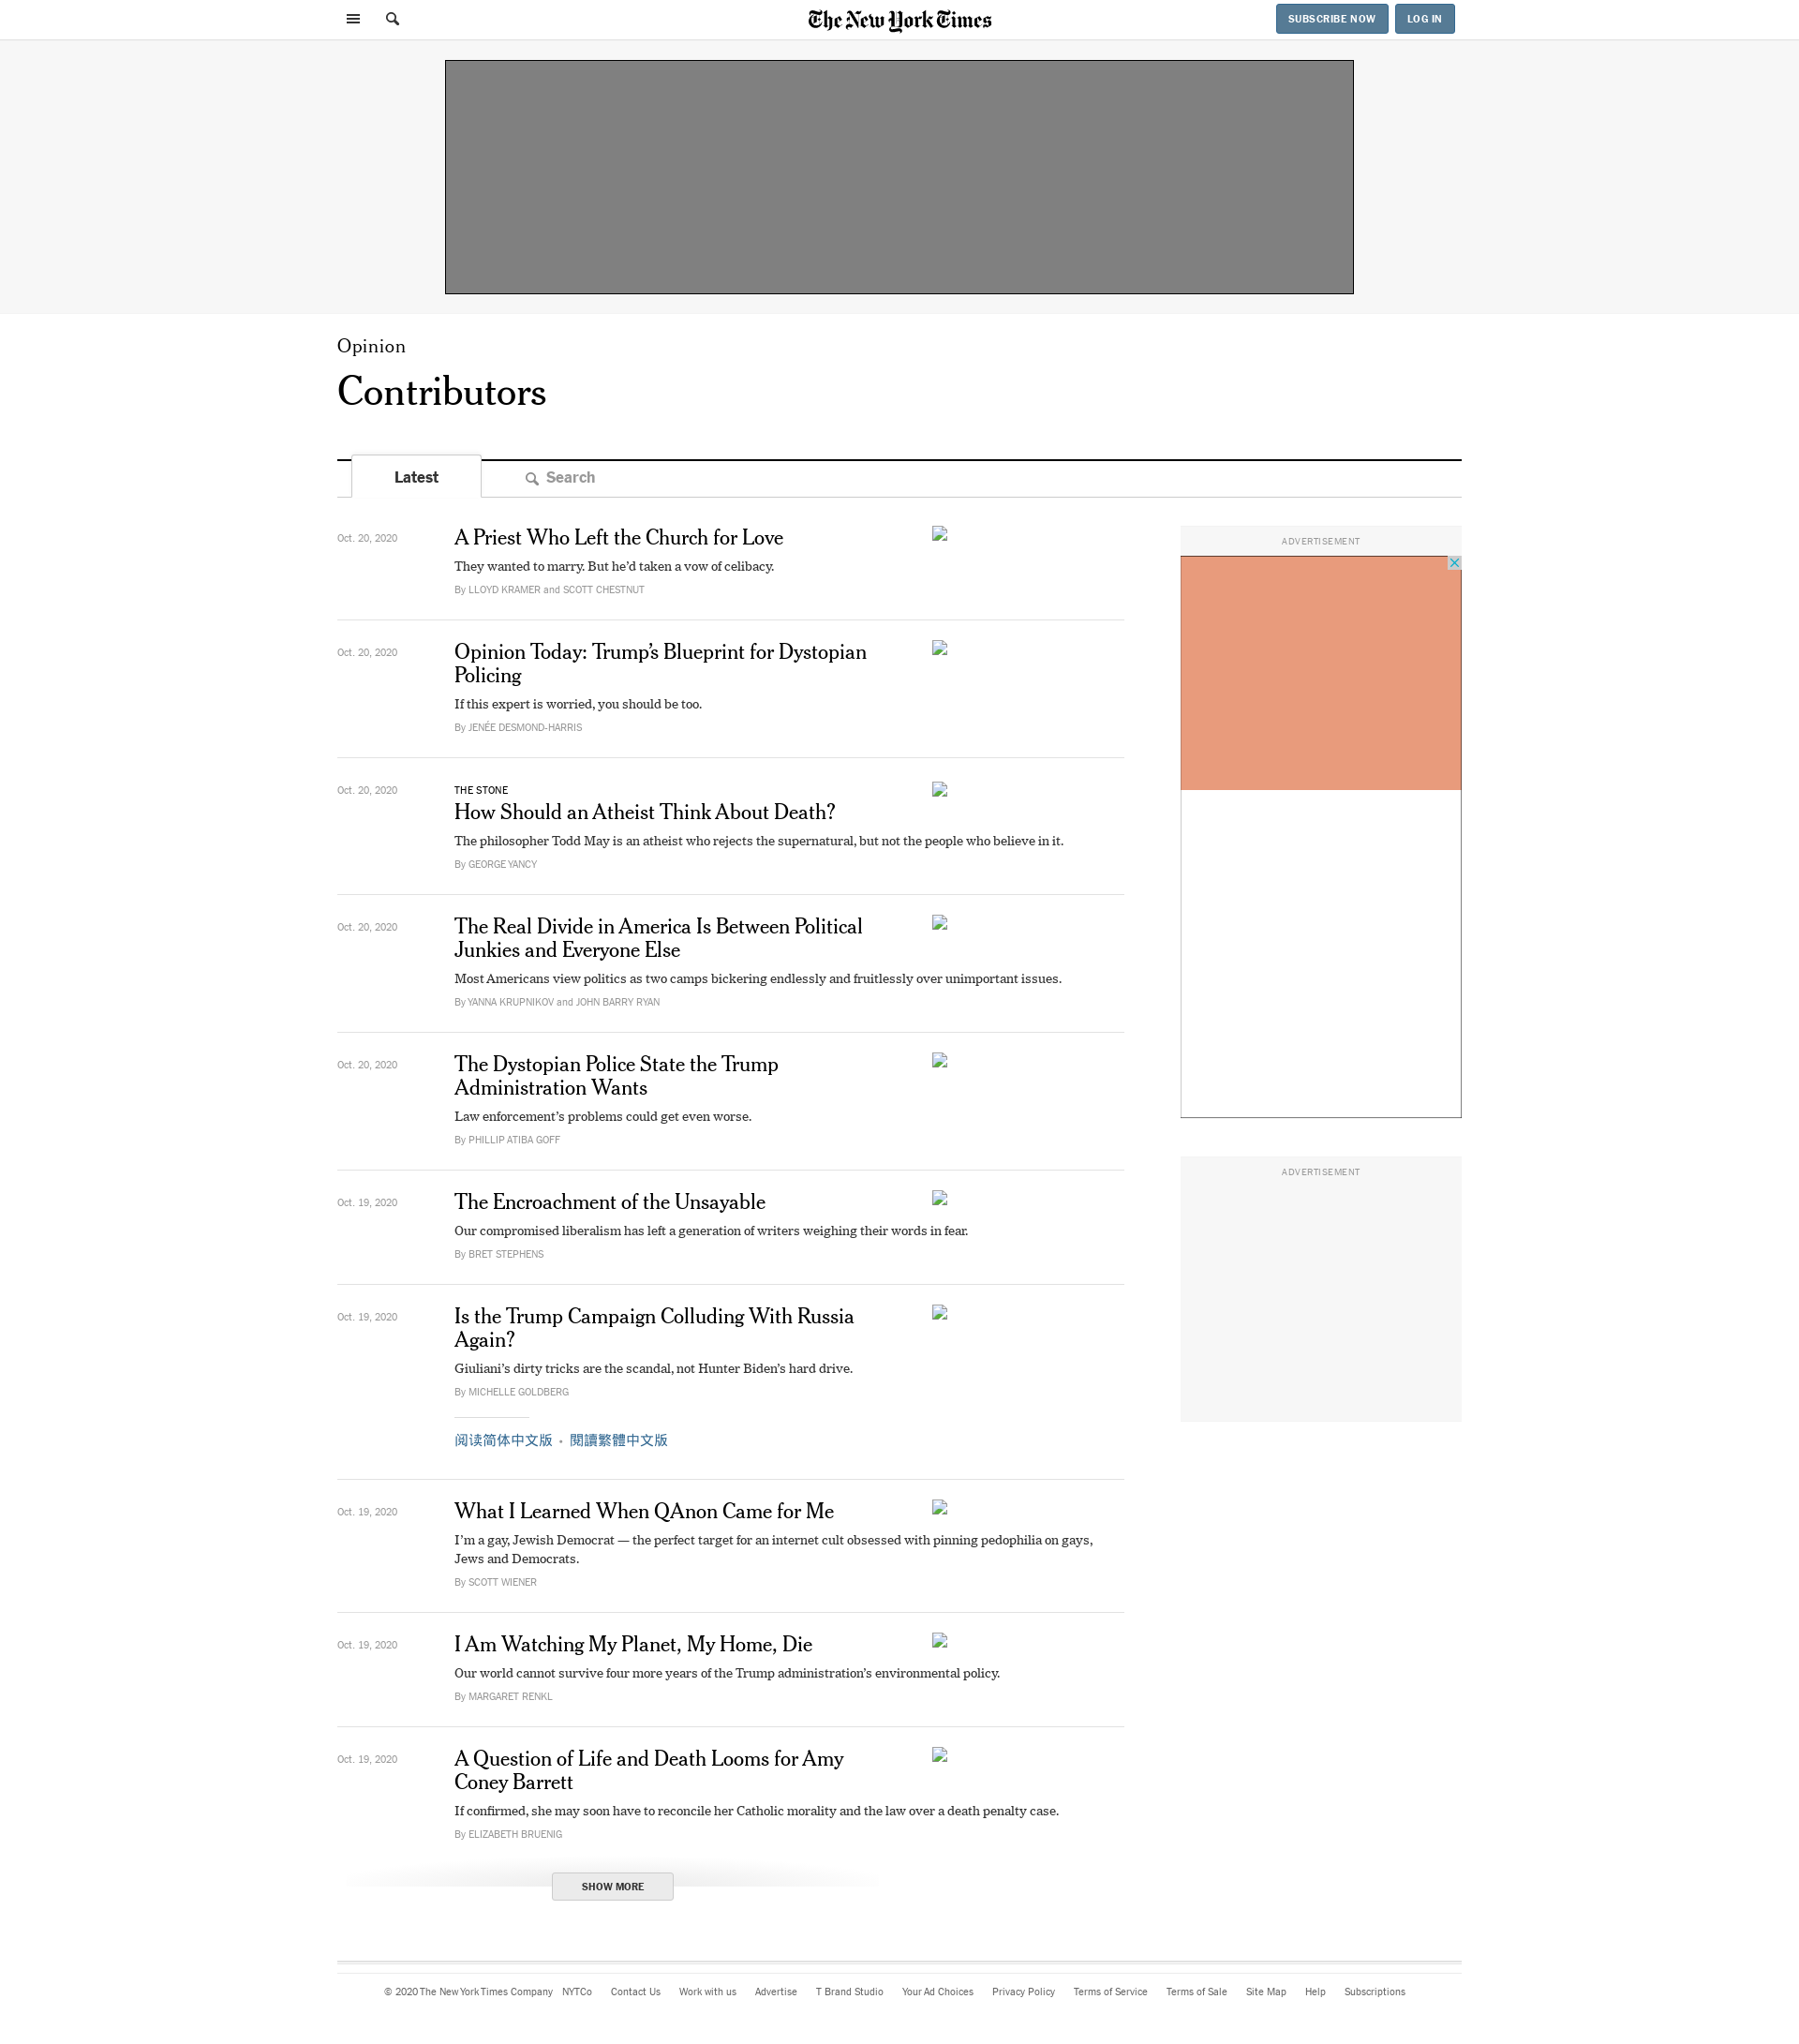 The New York Times
SUBSCRIBE NOW
LOG IN
Opinion
Contributors
Latest
Search
Oct. 20, 2020
A Priest Who Left the Church for Love
They wanted to marry. But he’d taken a vow of celibacy.
By LLOYD KRAMER and SCOTT CHESTNUT
Oct. 20, 2020
Opinion Today: Trump’s Blueprint for Dystopian
Policing
If this expert is worried, you should be too.
By JENÉE DESMOND-HARRIS
Oct. 20, 2020
THE STONE
How Should an Atheist Think About Death?
The philosopher Todd May is an atheist who rejects the supernatural, but not the people who believe in it.
By GEORGE YANCY
Oct. 20, 2020
The Real Divide in America Is Between Political
Junkies and Everyone Else
Most Americans view politics as two camps bickering endlessly and fruitlessly over unimportant issues.
By YANNA KRUPNIKOV and JOHN BARRY RYAN
Oct. 20, 2020
The Dystopian Police State the Trump
Administration Wants
Law enforcement’s problems could get even worse.
By PHILLIP ATIBA GOFF
Oct. 19, 2020
The Encroachment of the Unsayable
Our compromised liberalism has left a generation of writers weighing their words in fear.
By BRET STEPHENS
Oct. 19, 2020
Is the Trump Campaign Colluding With Russia
Again?
Giuliani’s dirty tricks are the scandal, not Hunter Biden’s hard drive.
By MICHELLE GOLDBERG
阅读简体中文版 • 閱讀繁體中文版
Oct. 19, 2020
What I Learned When QAnon Came for Me
I’m a gay, Jewish Democrat — the perfect target for an internet cult obsessed with pinning pedophilia on gays,
Jews and Democrats.
By SCOTT WIENER
Oct. 19, 2020
I Am Watching My Planet, My Home, Die
Our world cannot survive four more years of the Trump administration’s environmental policy.
By MARGARET RENKL
Oct. 19, 2020
A Question of Life and Death Looms for Amy
Coney Barrett
If confirmed, she may soon have to reconcile her Catholic morality and the law over a death penalty case.
By ELIZABETH BRUENIG
SHOW MORE
ADVERTISEMENT
ADVERTISEMENT
© 2020 The New York Times Company NYTCo Contact Us Work with us Advertise T Brand Studio Your Ad Choices Privacy Policy Terms of Service Terms of Sale Site Map Help Subscriptions